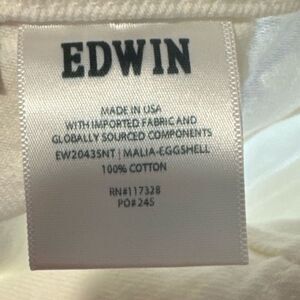 EDWIN
MADE IN USA
WITH IMPORTED FABRIC AND
GLOBALLY SOURCED COMPONENTS
EW2043SNT | MALIA-EGGSHELL
100% COTTON
RN#117328
PO#245